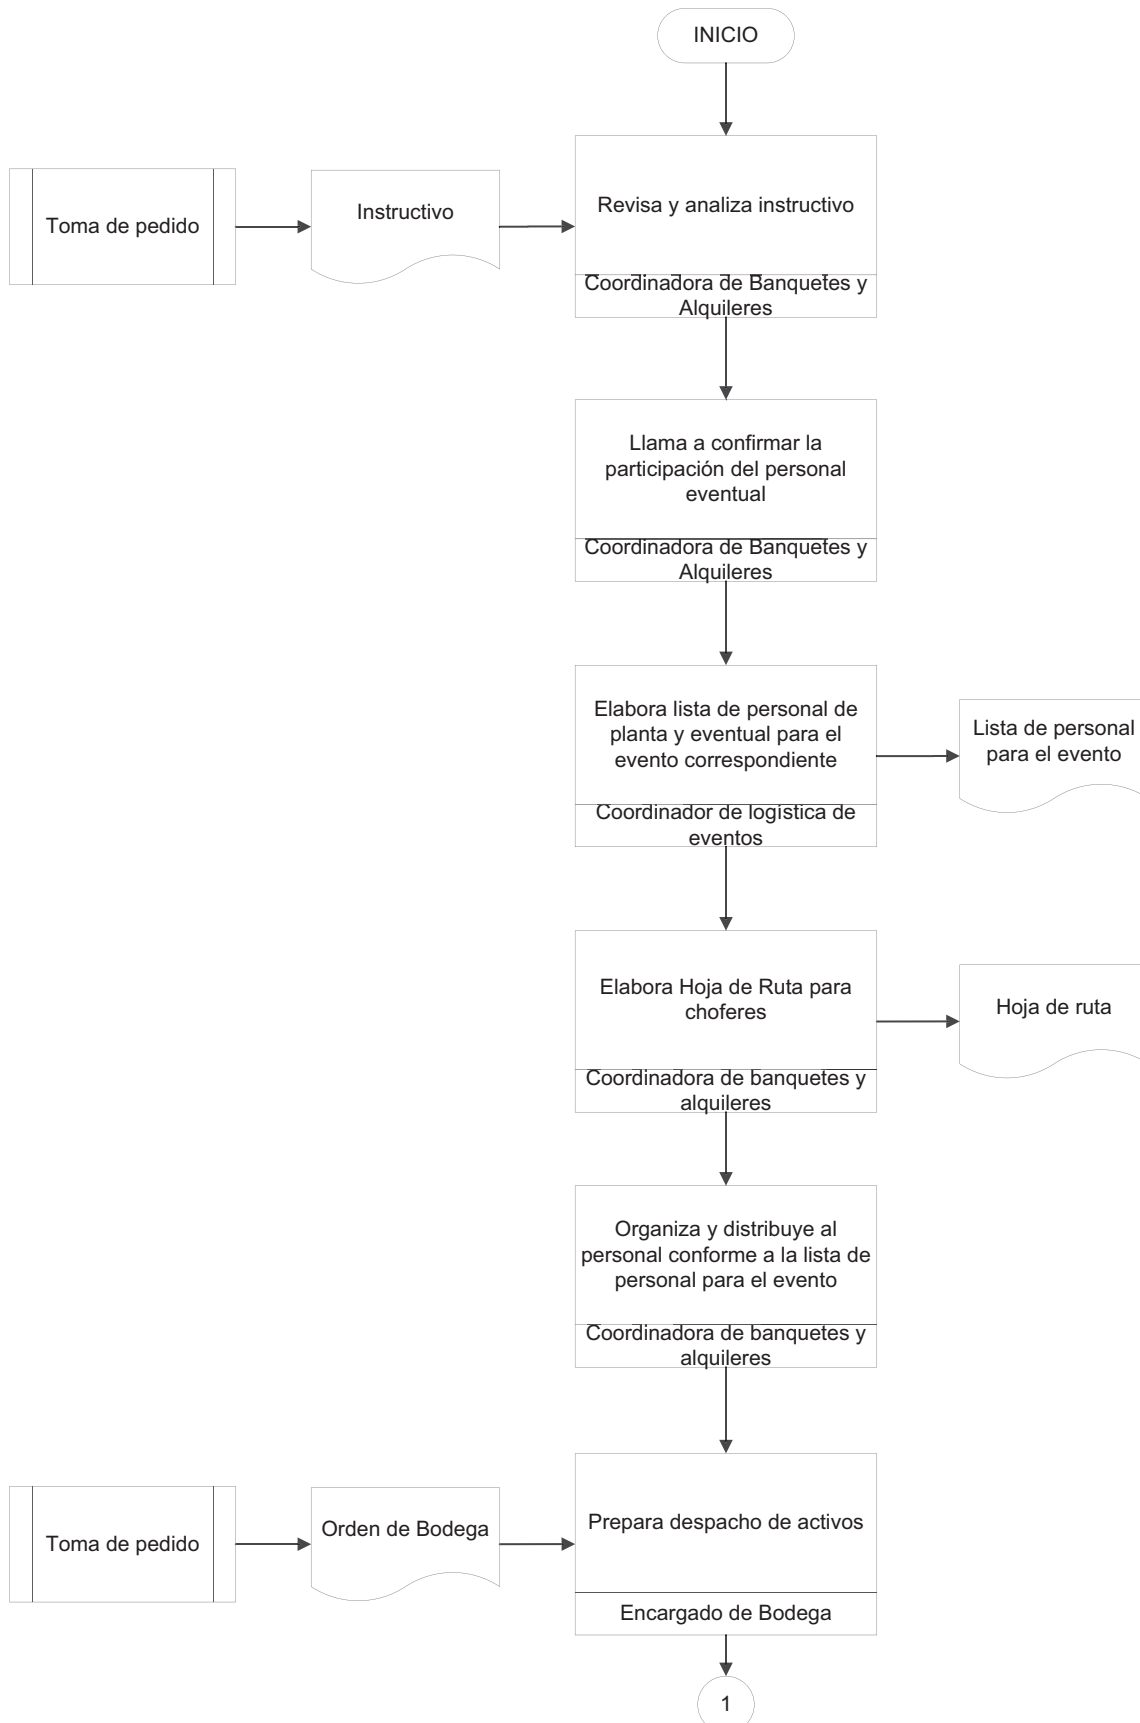 INICIO
Toma de pedido
Instructivo
Revisa y analiza instructivo
Coordinadora de Banquetes y
Alquileres
Llama a confirmar la
participación del personal
eventual
Coordinadora de Banquetes y
Alquileres
Elabora lista de personal de
planta y eventual para el
evento correspondiente
Coordinador de logística de
eventos
Lista de personal
para el evento
Elabora Hoja de Ruta para
choferes
Coordinadora de banquetes y
alquileres
Hoja de ruta
Organiza y distribuye al
personal conforme a la lista de
personal para el evento
Coordinadora de banquetes y
alquileres
Toma de pedido
Orden de Bodega
Prepara despacho de activos
Encargado de Bodega
1